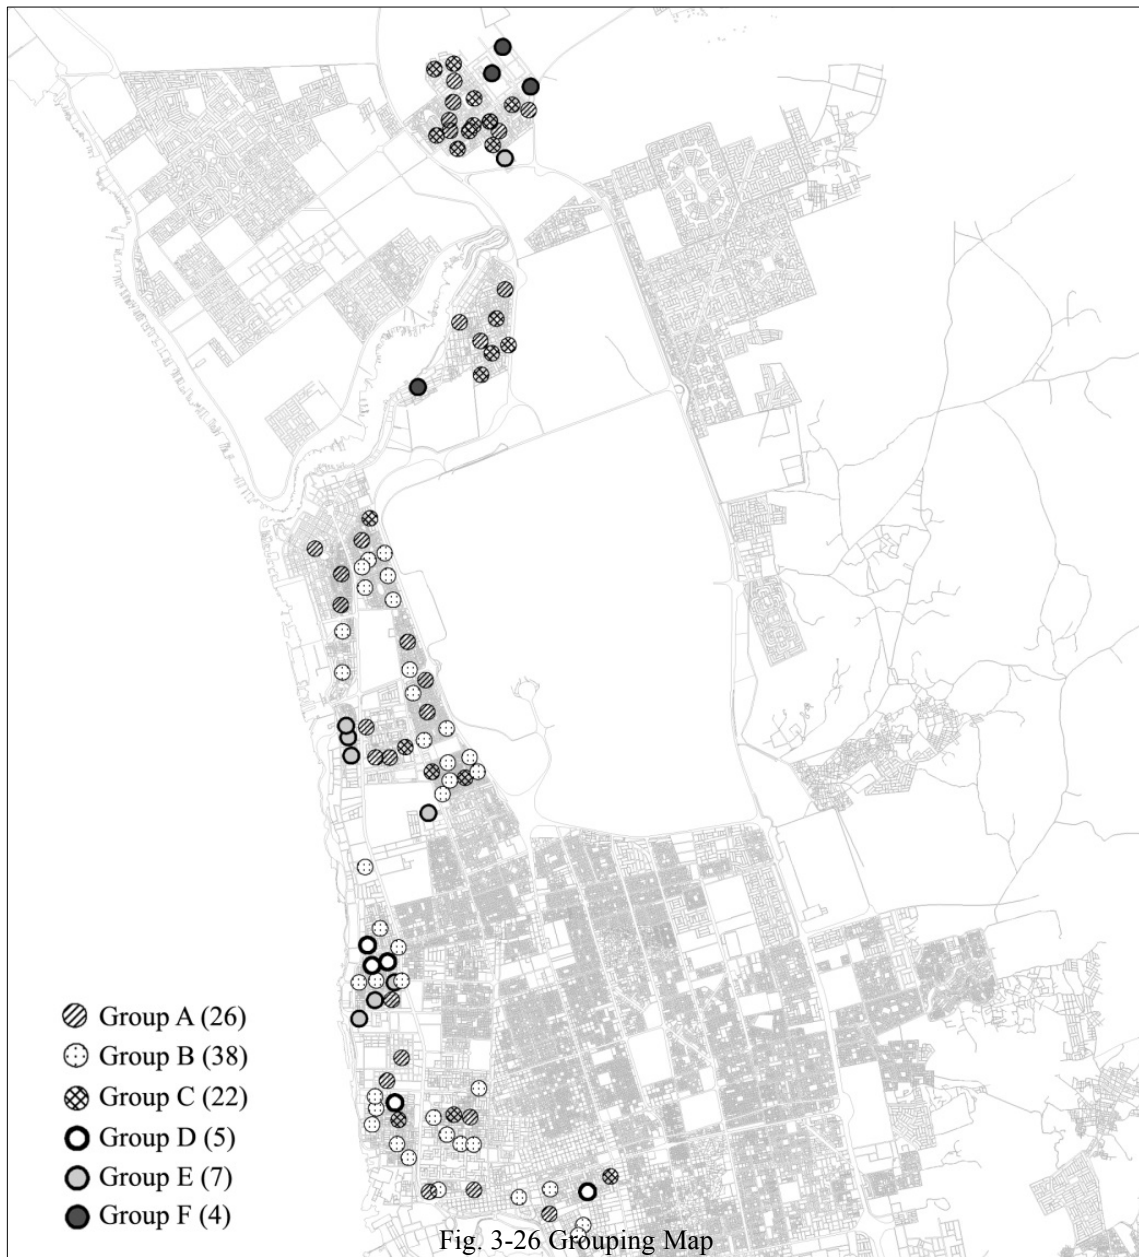 Group A (26)
Group B (38)
Group C (22)
Group D (5)
Group E (7)
Group F (4)
Fig. 3-26 Grouping Map